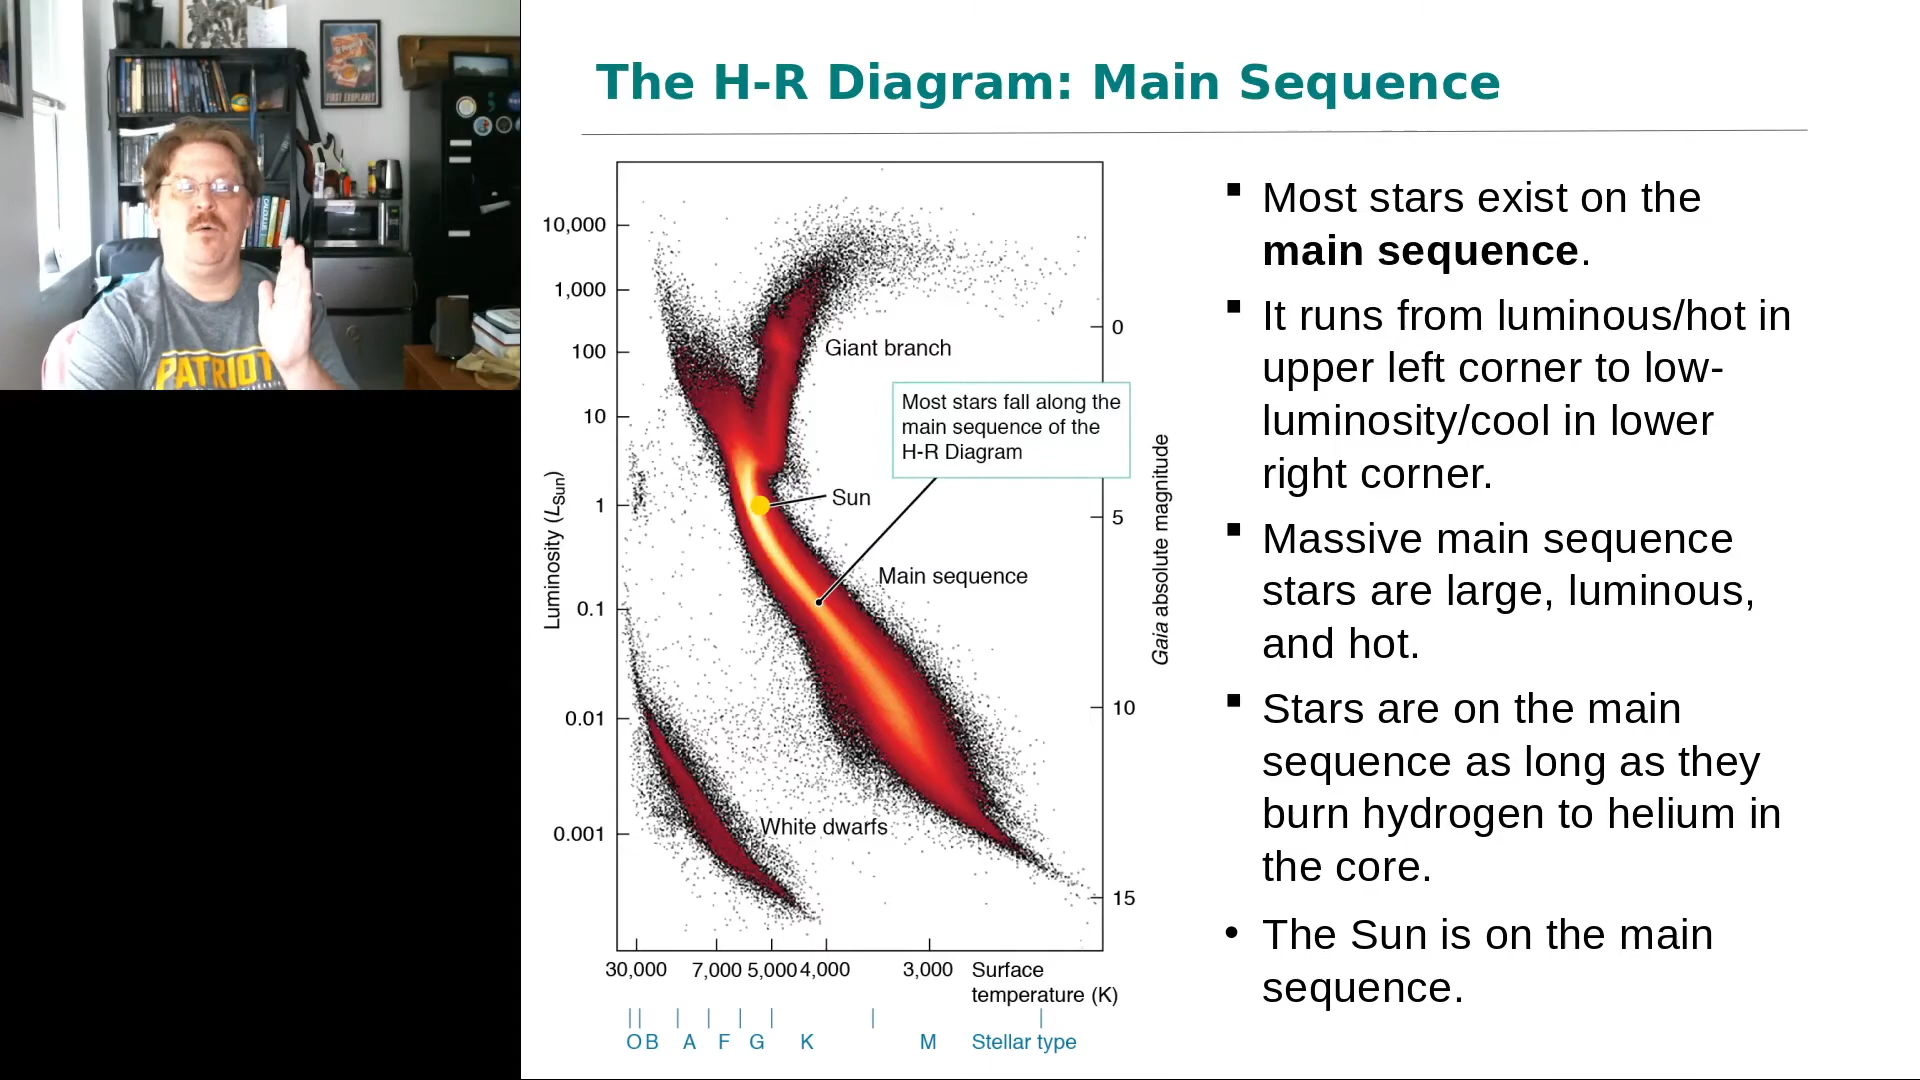 FIRST EXOPLANET
CALCULUS
PATRIOT
The H-R Diagram: Main Sequence
10,000
1,000
100
10
1
0.1
0.01
0.001
Luminosity (LSun)
Giant branch
Most stars fall along the
main sequence of the
H-R Diagram
Sun
Main sequence
White dwarfs
0
5
10
15
Gaia absolute magnitude
30,000 7,000 5,000 4,000 3,000 Surface
temperature (K)
O B A F G K M Stellar type
▪ Most stars exist on the
main sequence.
▪ It runs from luminous/hot in
upper left corner to low-
luminosity/cool in lower
right corner.
▪ Massive main sequence
stars are large, luminous,
and hot.
▪ Stars are on the main
sequence as long as they
burn hydrogen to helium in
the core.
• The Sun is on the main
sequence.